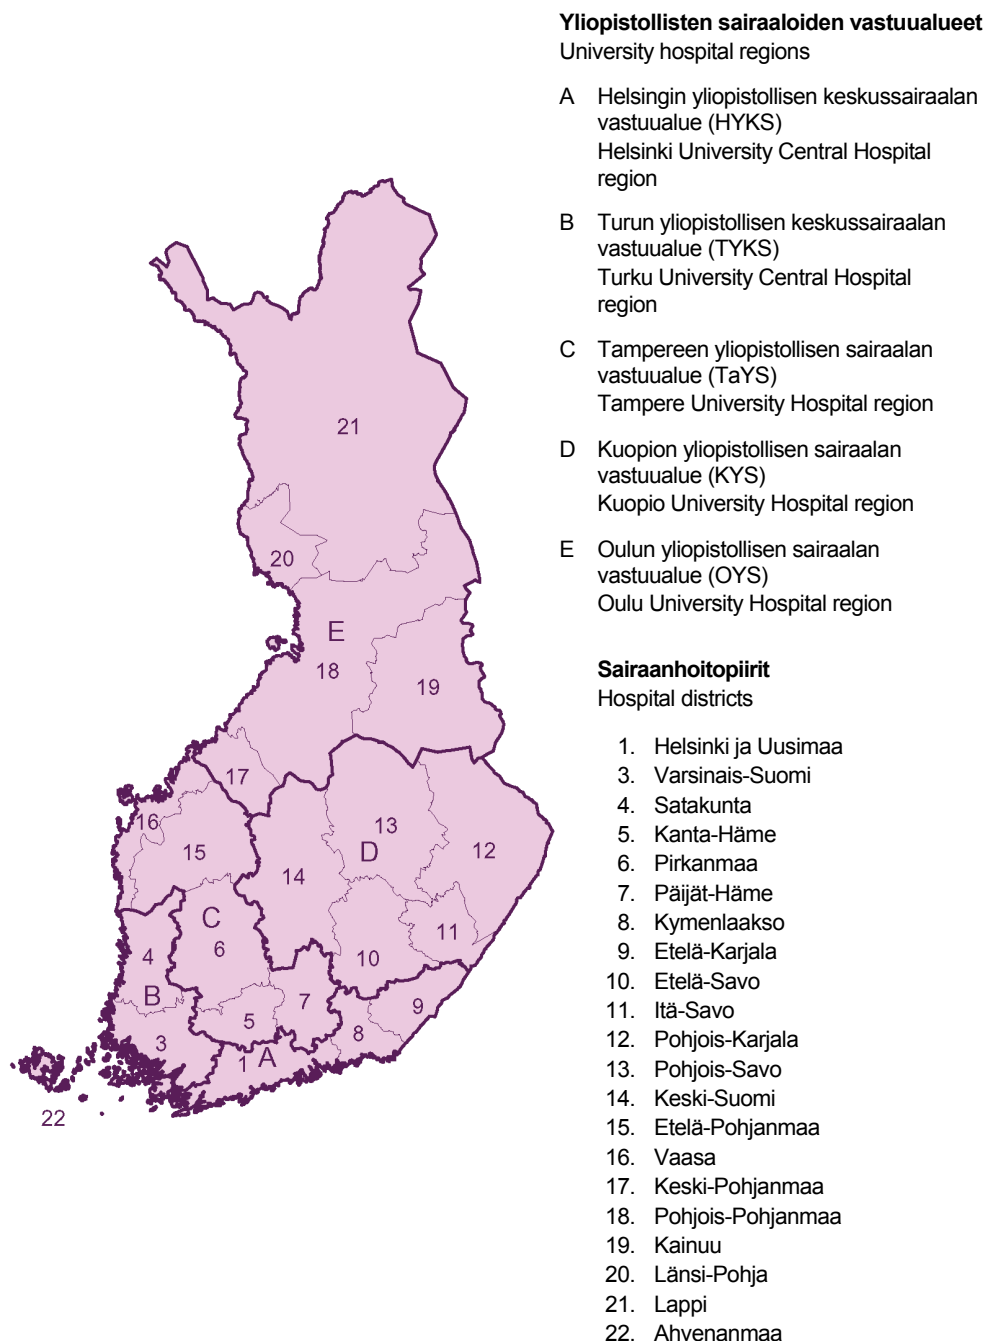 Yliopistollisten sairaaloiden vastuualueet
University hospital regions
A Helsingin yliopistollisen keskussairaalan
vastuualue (HYKS)
Helsinki University Central Hospital
region
B Turun yliopistollisen keskussairaalan
vastuualue (TYKS)
Turku University Central Hospital
region
C Tampereen yliopistollisen sairaalan
vastuualue (TaYS)
Tampere University Hospital region
D Kuopion yliopistollisen sairaalan
vastuualue (KYS)
Kuopio University Hospital region
E Oulun yliopistollisen sairaalan
vastuualue (OYS)
Oulu University Hospital region
Sairaanhoitopiirit
Hospital districts
1. Helsinki ja Uusimaa
3. Varsinais-Suomi
4. Satakunta
5. Kanta-Häme
6. Pirkanmaa
7. Päijät-Häme
8. Kymenlaakso
9. Etelä-Karjala
10. Etelä-Savo
11. Itä-Savo
12. Pohjois-Karjala
13. Pohjois-Savo
14. Keski-Suomi
15. Etelä-Pohjanmaa
16. Vaasa
17. Keski-Pohjanmaa
18. Pohjois-Pohjanmaa
19. Kainuu
20. Länsi-Pohja
21. Lappi
22. Ahvenanmaa
21
20
E
18
19
17
16
13
15
D
12
14
C
11
6
4
10
B
7
9
5
8
3
1
A
22